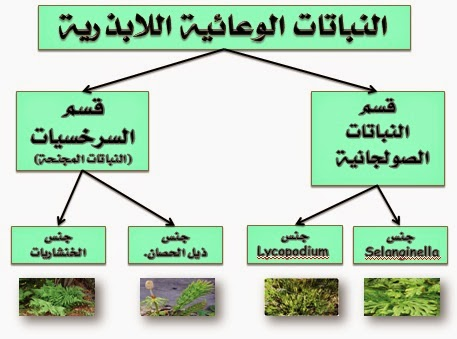 النباتات الوعائية اللابذرية
قسم
النباتات
الصولجانية
قسم
السرخسيات
(النباتات المجنحة)
جنس
Selanginella
جنس
Lycopodium
جنس
ذيل الحصان.
جنس
الخنشاريات